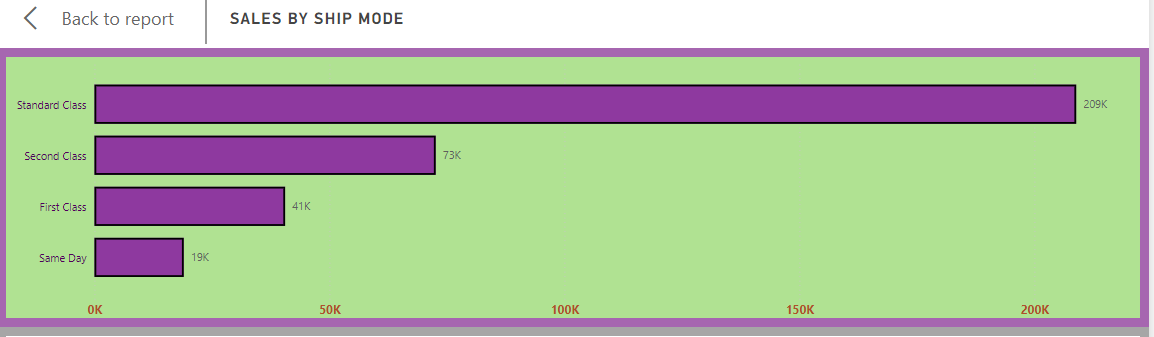 Back to report
SALES BY SHIP MODE
Standard Class
209K
Second Class
73K
First Class
41K
Same Day
19K
0K 50K 100K 150K 200K